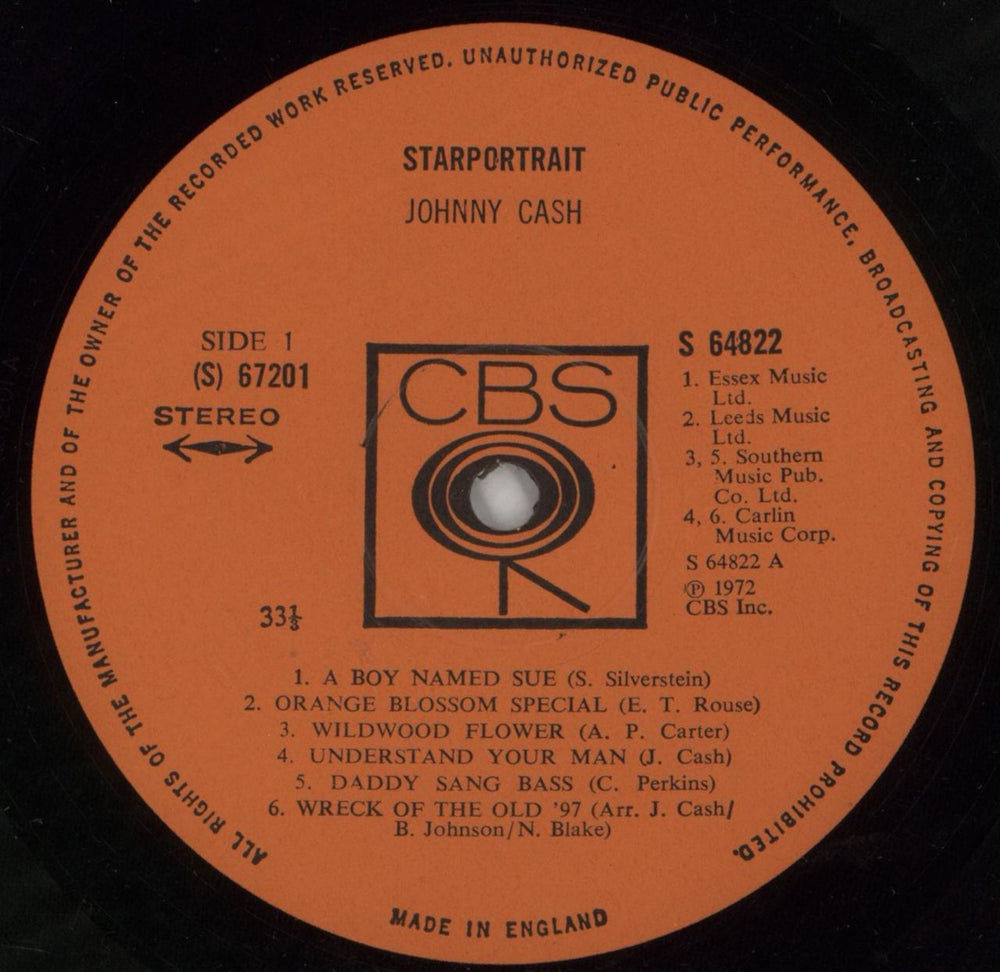 ALL RIGHTS OF THE MANUFACTURER AND OF THE OWNER OF THE RECORDED WORK RESERVED. UNAUTHORIZED PUBLIC PERFORMANCE, BROADCASTING AND COPYING OF THIS RECORD PROHIBITED.
STARPORTRAIT
JOHNNY CASH
SIDE 1
(S) 67201
STEREO
33⅓
CBS
S 64822
1. Essex Music
Ltd.
2. Leeds Music
Ltd.
3, 5. Southern
Music Pub.
Co. Ltd.
4, 6. Carlin
Music Corp.
S 64822 A
Ⓟ 1972
CBS Inc.
1. A BOY NAMED SUE (S. Silverstein)
2. ORANGE BLOSSOM SPECIAL (E. T. Rouse)
3. WILDWOOD FLOWER (A. P. Carter)
4. UNDERSTAND YOUR MAN (J. Cash)
5. DADDY SANG BASS (C. Perkins)
6. WRECK OF THE OLD '97 (Arr. J. Cash/
B. Johnson/N. Blake)
MADE IN ENGLAND